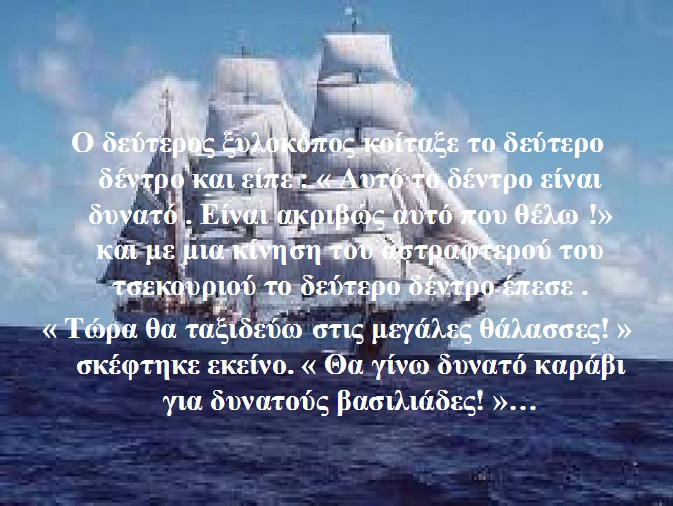 Ο δεύτερος ξυλοκόπος κοίταξε το δεύτερο
δέντρο και είπε : « Αυτό το δέντρο είναι
δυνατό . Είναι ακριβώς αυτό που θέλω !»
και με μια κίνηση του αστραφτερού του
τσεκουριού το δεύτερο δέντρο έπεσε .
« Τώρα θα ταξιδεύω στις μεγάλες θάλασσες! »
σκέφτηκε εκείνο. « Θα γίνω δυνατό καράβι
για δυνατούς βασιλιάδες! »…